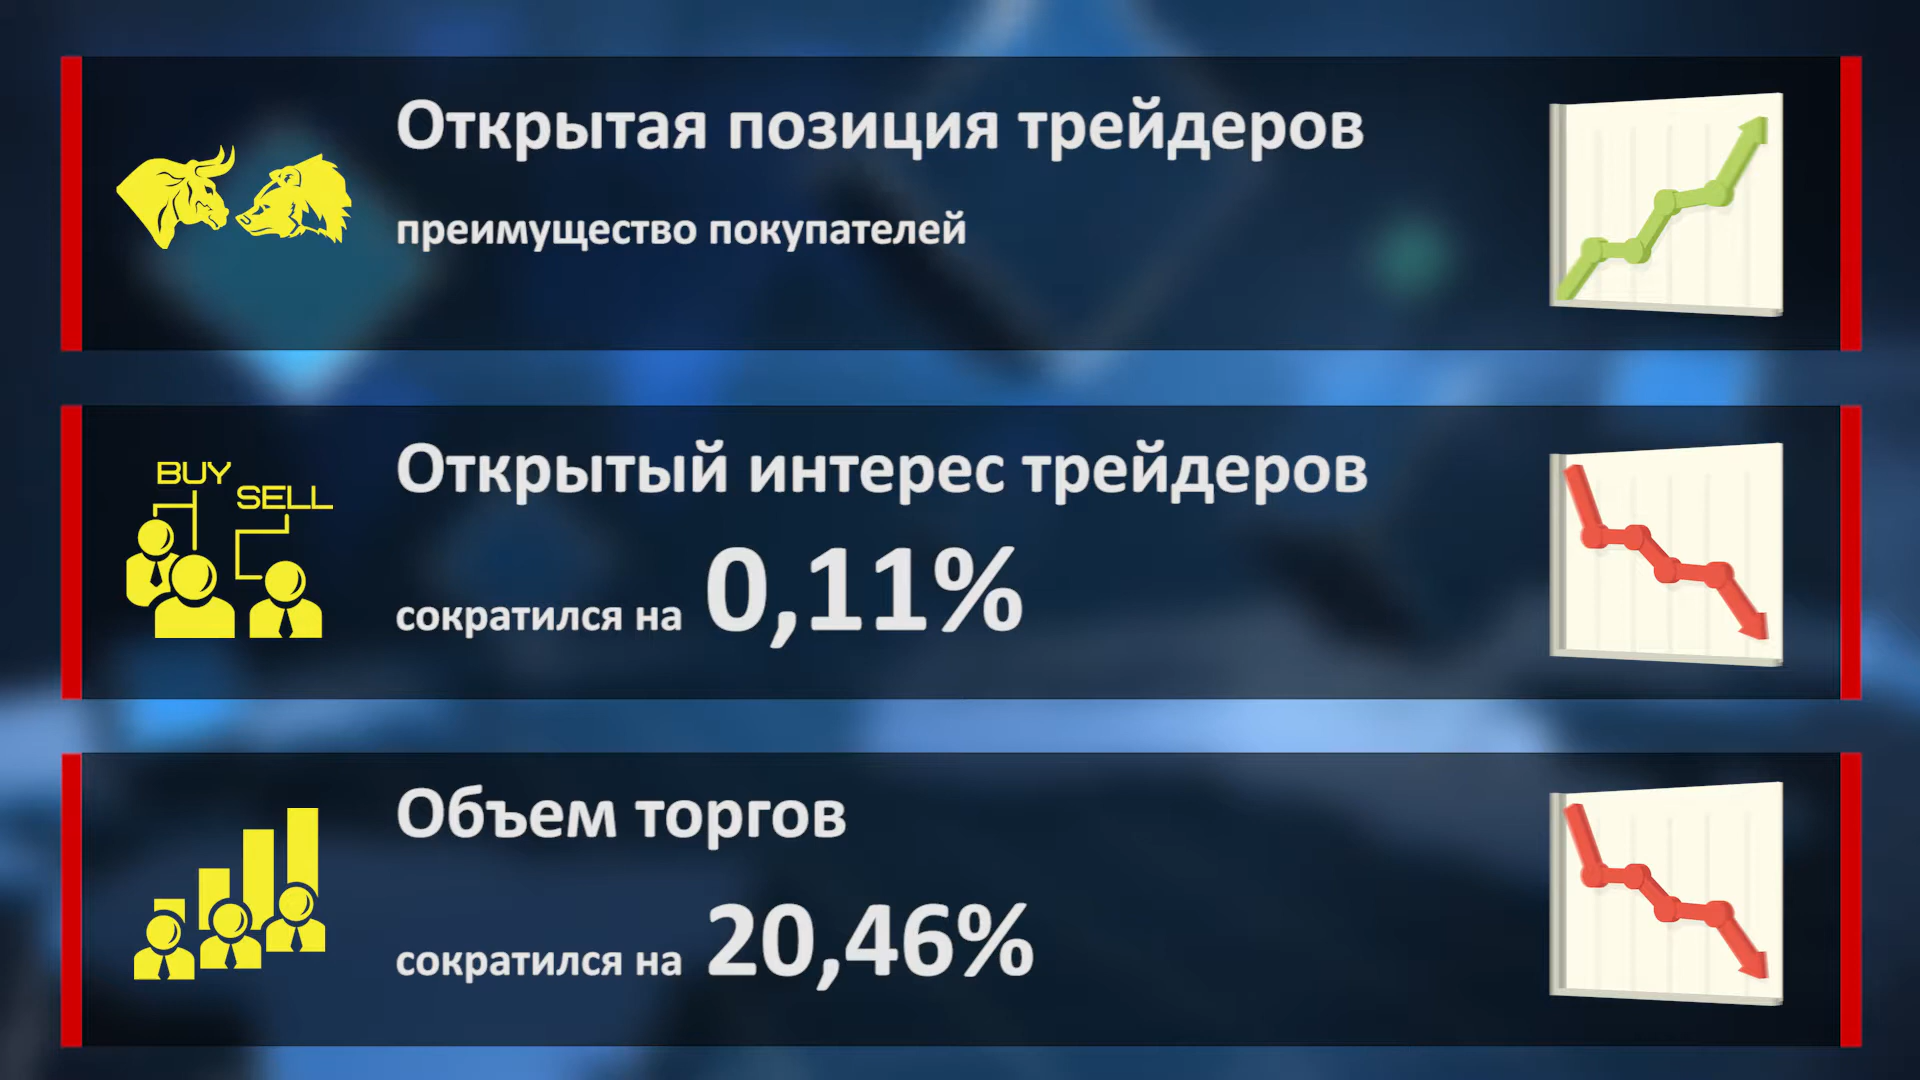 Открытая позиция трейдеров
преимущество покупателей
BUY
SELL
Открытый интерес трейдеров
сократился на 0,11%
Объем торгов
сократился на 20,46%